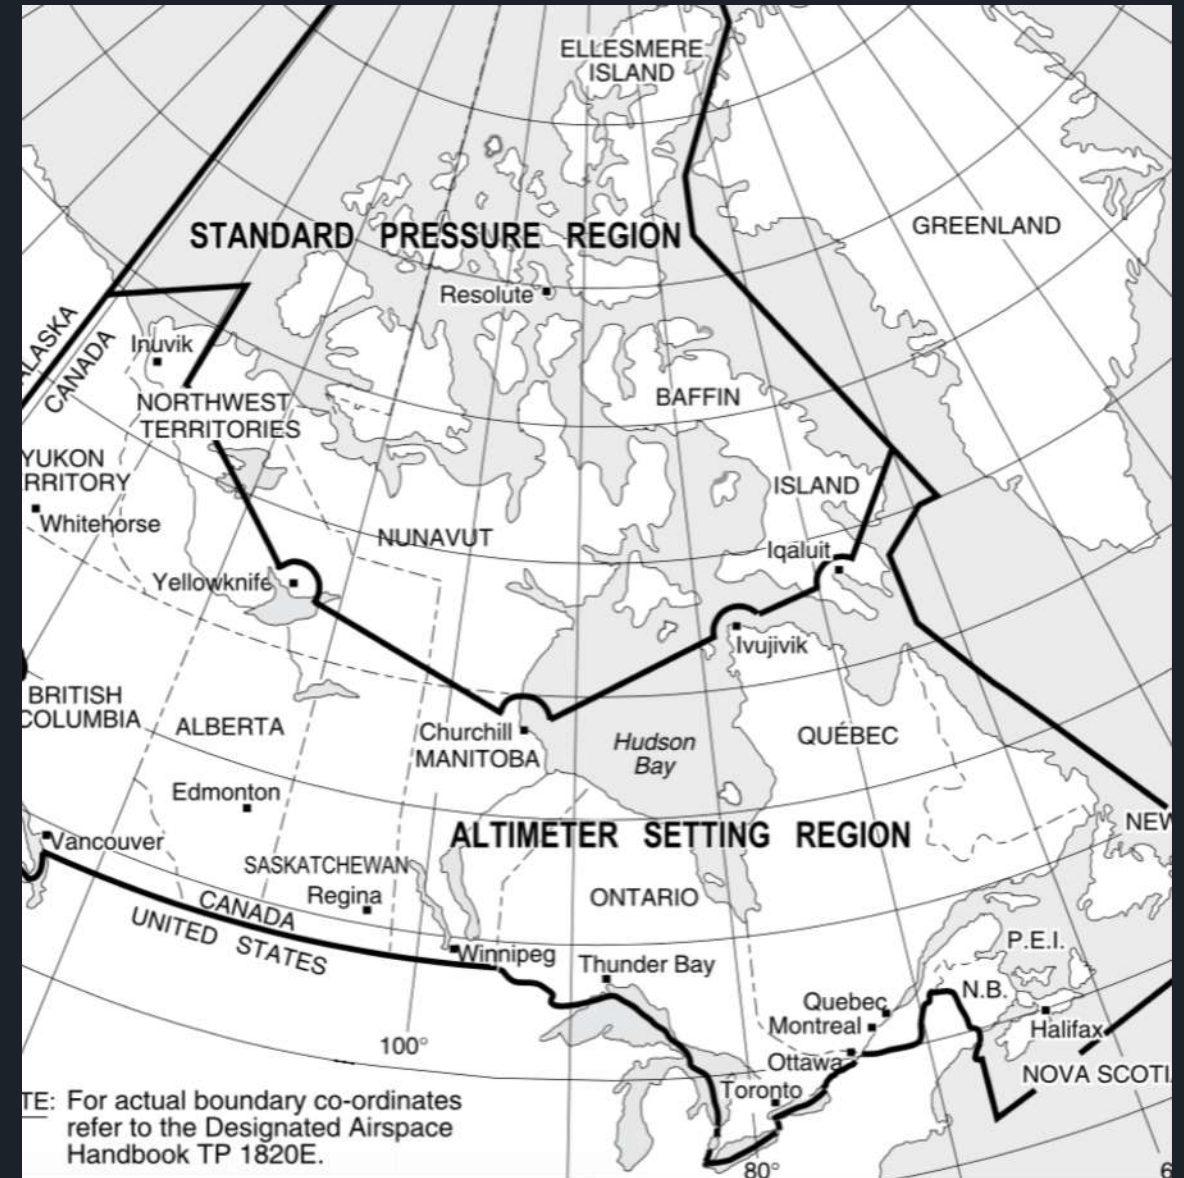 ELLESMERE
ISLAND
STANDARD PRESSURE REGION
GREENLAND
Resolute
ALASKA
CANADA
Inuvik
NORTHWEST
TERRITORIES
BAFFIN
YUKON
RRITORY
Whitehorse
ISLAND
NUNAVUT
Iqaluit
Yellowknife
Ivujivik
BRITISH
COLUMBIA
ALBERTA
Churchill
MANITOBA
Hudson
Bay
QUÉBEC
Edmonton
NEW
Vancouver
ALTIMETER SETTING REGION
SASKATCHEWAN
Regina
ONTARIO
CANADA
UNITED STATES
Winnipeg
Thunder Bay
P.E.I.
N.B.
Quebec
Montreal
Halifax
100°
Ottawa
NOVA SCOTI
Toronto
TE: For actual boundary co-ordinates
refer to the Designated Airspace
Handbook TP 1820E.
80°
6